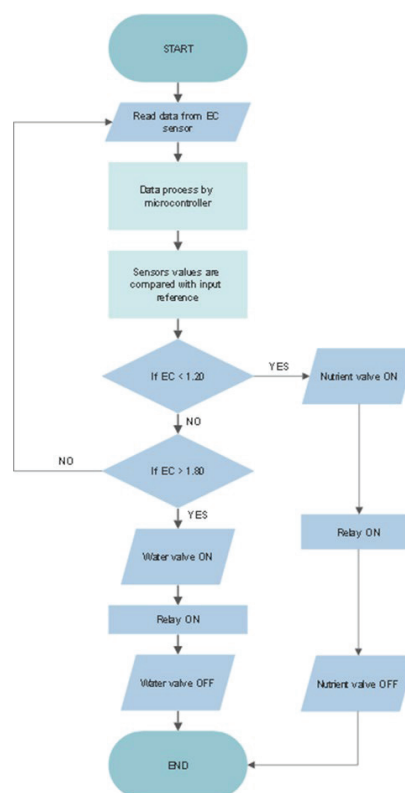 START
Read data from EC
sensor
Data process by
microcontroller
Sensors values are
compared with input
reference
If EC < 1.20
YES
Nutrient valve ON
NO
If EC > 1.80
NO
YES
Relay ON
Water valve ON
Relay ON
Water valve OFF
Nutrient valve OFF
END